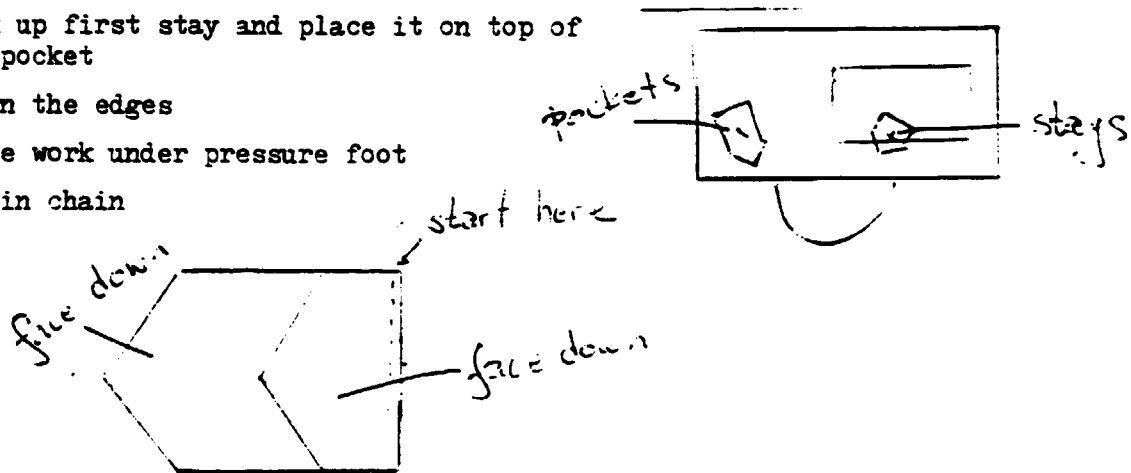 up first stay and place it on top of
pocket
n the edges
e work under pressure foot
in chain
pockets
stays
start here
face down
face down